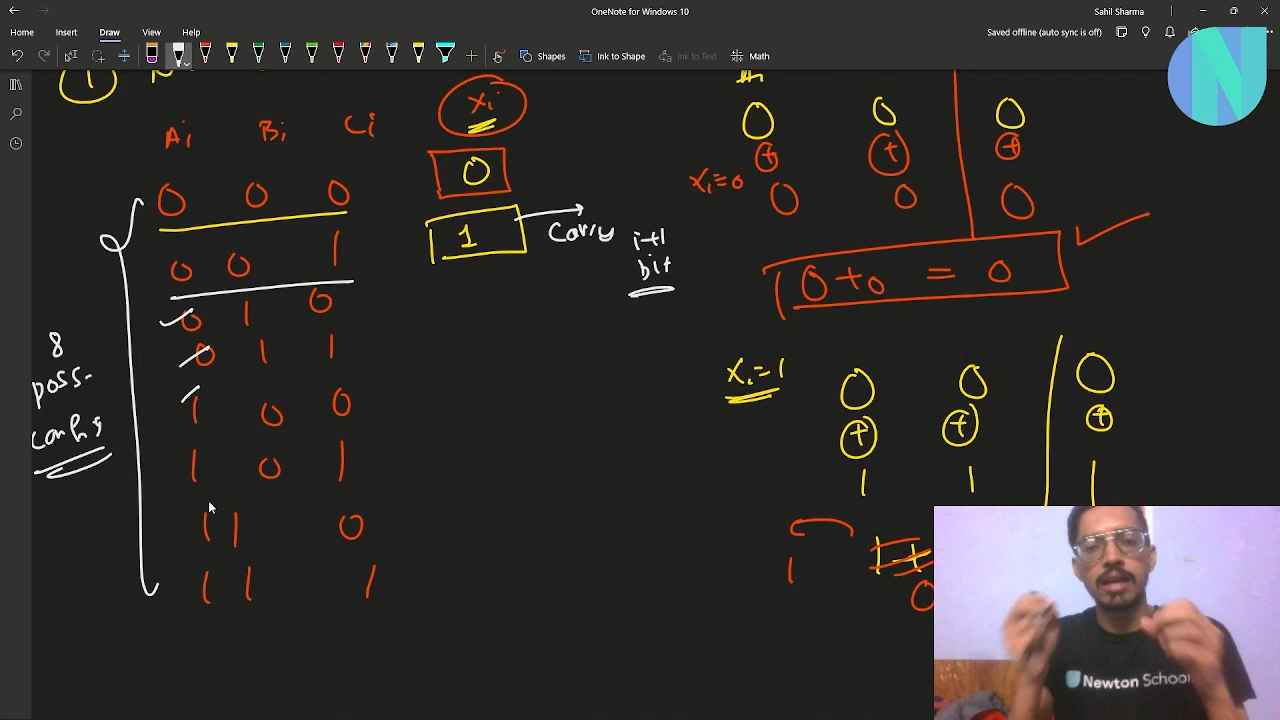 OneNote for Windows 10
Sahil Sharma
Home Insert Draw View Help
Saved offline (auto sync is off)
Shapes
Ink to Shape
Ink to Text
Math
1
Ai Bi Ci xi
0 0 0 0
0 0 1 1
Carry
i+1
bit
0 1 0
0 1 1
1 0 0
1 0 1
1 1 0
1 1 1
8
poss-
0 0 0
+ + +
xi=0 0 0 0
0+0 = 0
xi=1 0 0 0
+ + +
1 1 1
1
0
Newton School